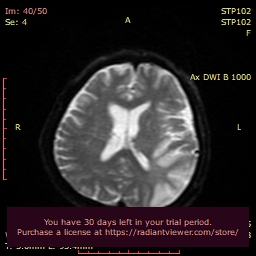 Im: 40/50
STP102
Se: 4
STP102
A
F
Ax DWI B 1000
R
L
You have 30 days left in your trial period.
Purchase a license at https://radiantviewer.com/store/